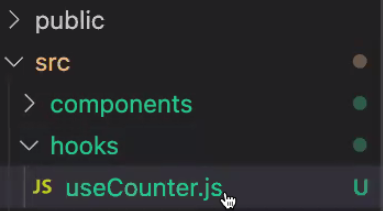 public
src
components
hooks
JS useCounter.js U